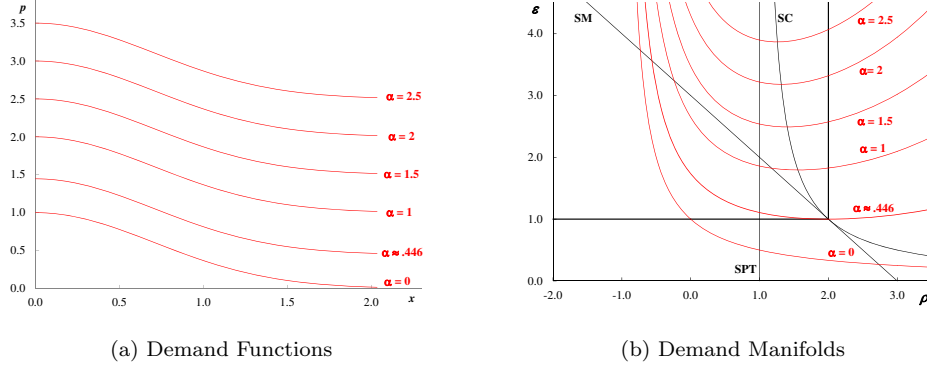 p
3.5
3.0
2.5
2.0
1.5
1.0
0.5
0.0
0.0
0.5
1.0
1.5
2.0
x
α = 2.5
α = 2
α = 1.5
α = 1
α ≈ .446
α = 0
(a) Demand Functions
ε
4.0
3.0
2.0
1.0
0.0
-2.0
-1.0
0.0
1.0
2.0
3.0
ρ
SM
SC
SPT
α = 2.5
α = 2
α = 1.5
α = 1
α ≈ .446
α = 0
(b) Demand Manifolds